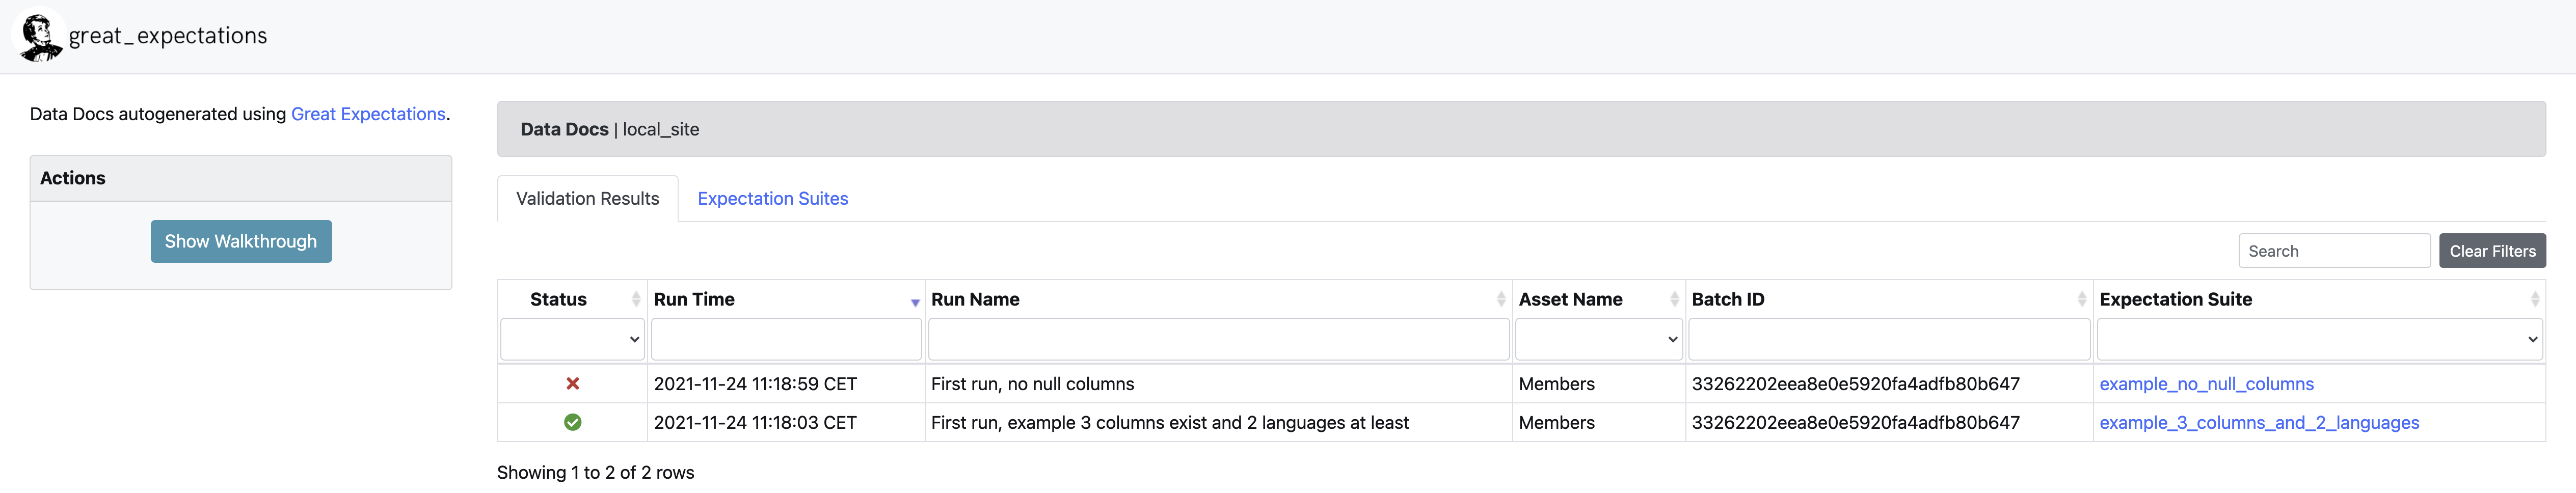 great_expectations
Data Docs autogenerated using Great Expectations.
Actions
Show Walkthrough
Data Docs | local_site
Validation Results Expectation Suites
Search Clear Filters
Status Run Time Run Name Asset Name Batch ID Expectation Suite
2021-11-24 11:18:59 CET First run, no null columns Members 33262202eea8e0e5920fa4adfb80b647 example_no_null_columns
2021-11-24 11:18:03 CET First run, example 3 columns exist and 2 languages at least Members 33262202eea8e0e5920fa4adfb80b647 example_3_columns_and_2_languages
Showing 1 to 2 of 2 rows